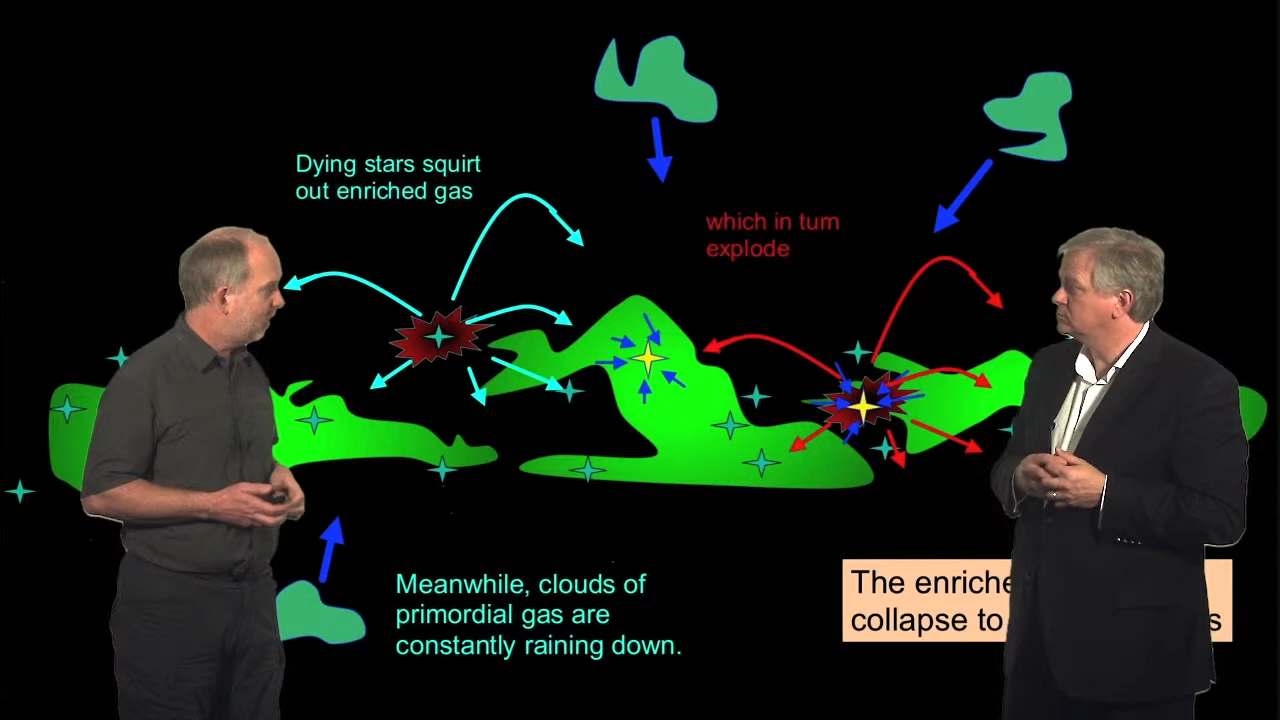 Dying stars squirt
out enriched gas
which in turn
explode
Meanwhile, clouds of
primordial gas are
constantly raining down.
The
collapse to